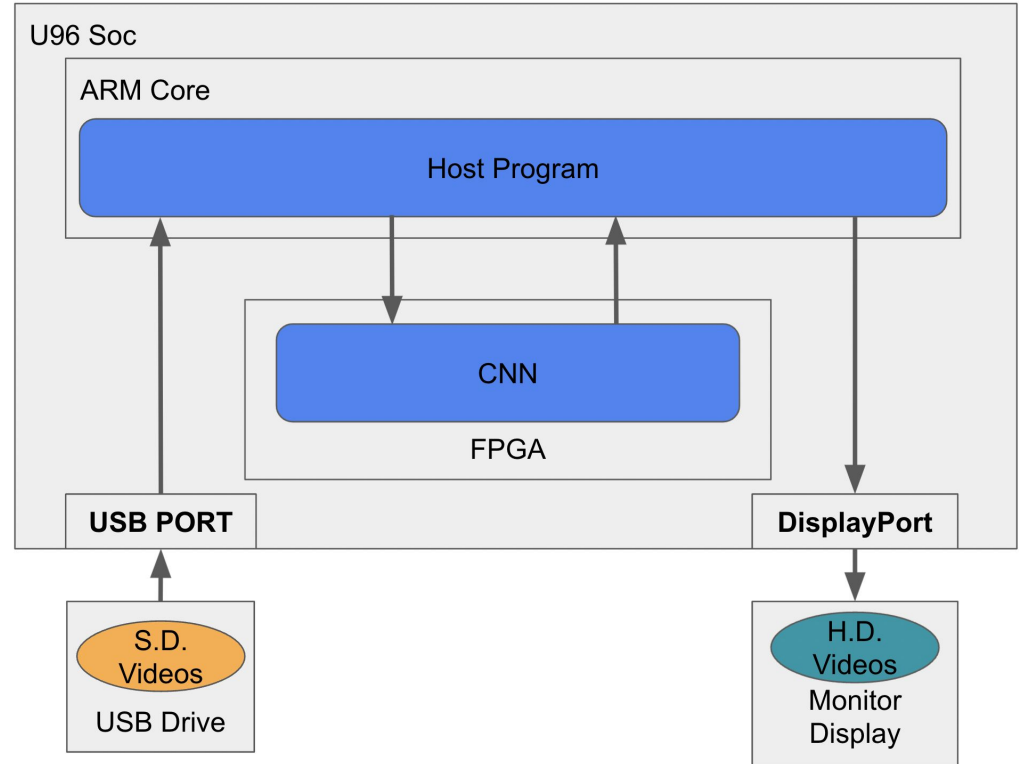 U96 Soc
ARM Core
Host Program
CNN
FPGA
USB PORT
DisplayPort
S.D.
Videos
USB Drive
H.D.
Videos
Monitor
Display